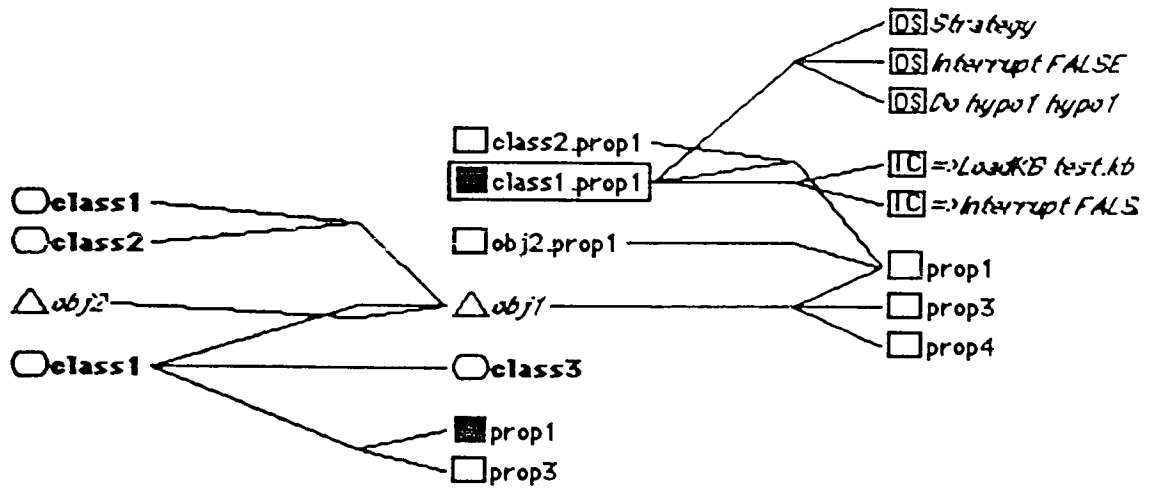 OS Strategy
OS Interrupt FALSE
OS Do hypo1 hypo1
class2.prop1
class1.prop1
IC =>LoadKB test.kb
IC =>Interrupt FALS
class1
class2
obj2.prop1
prop1
obj2
obj1
prop3
prop4
class1
class3
prop1
prop3